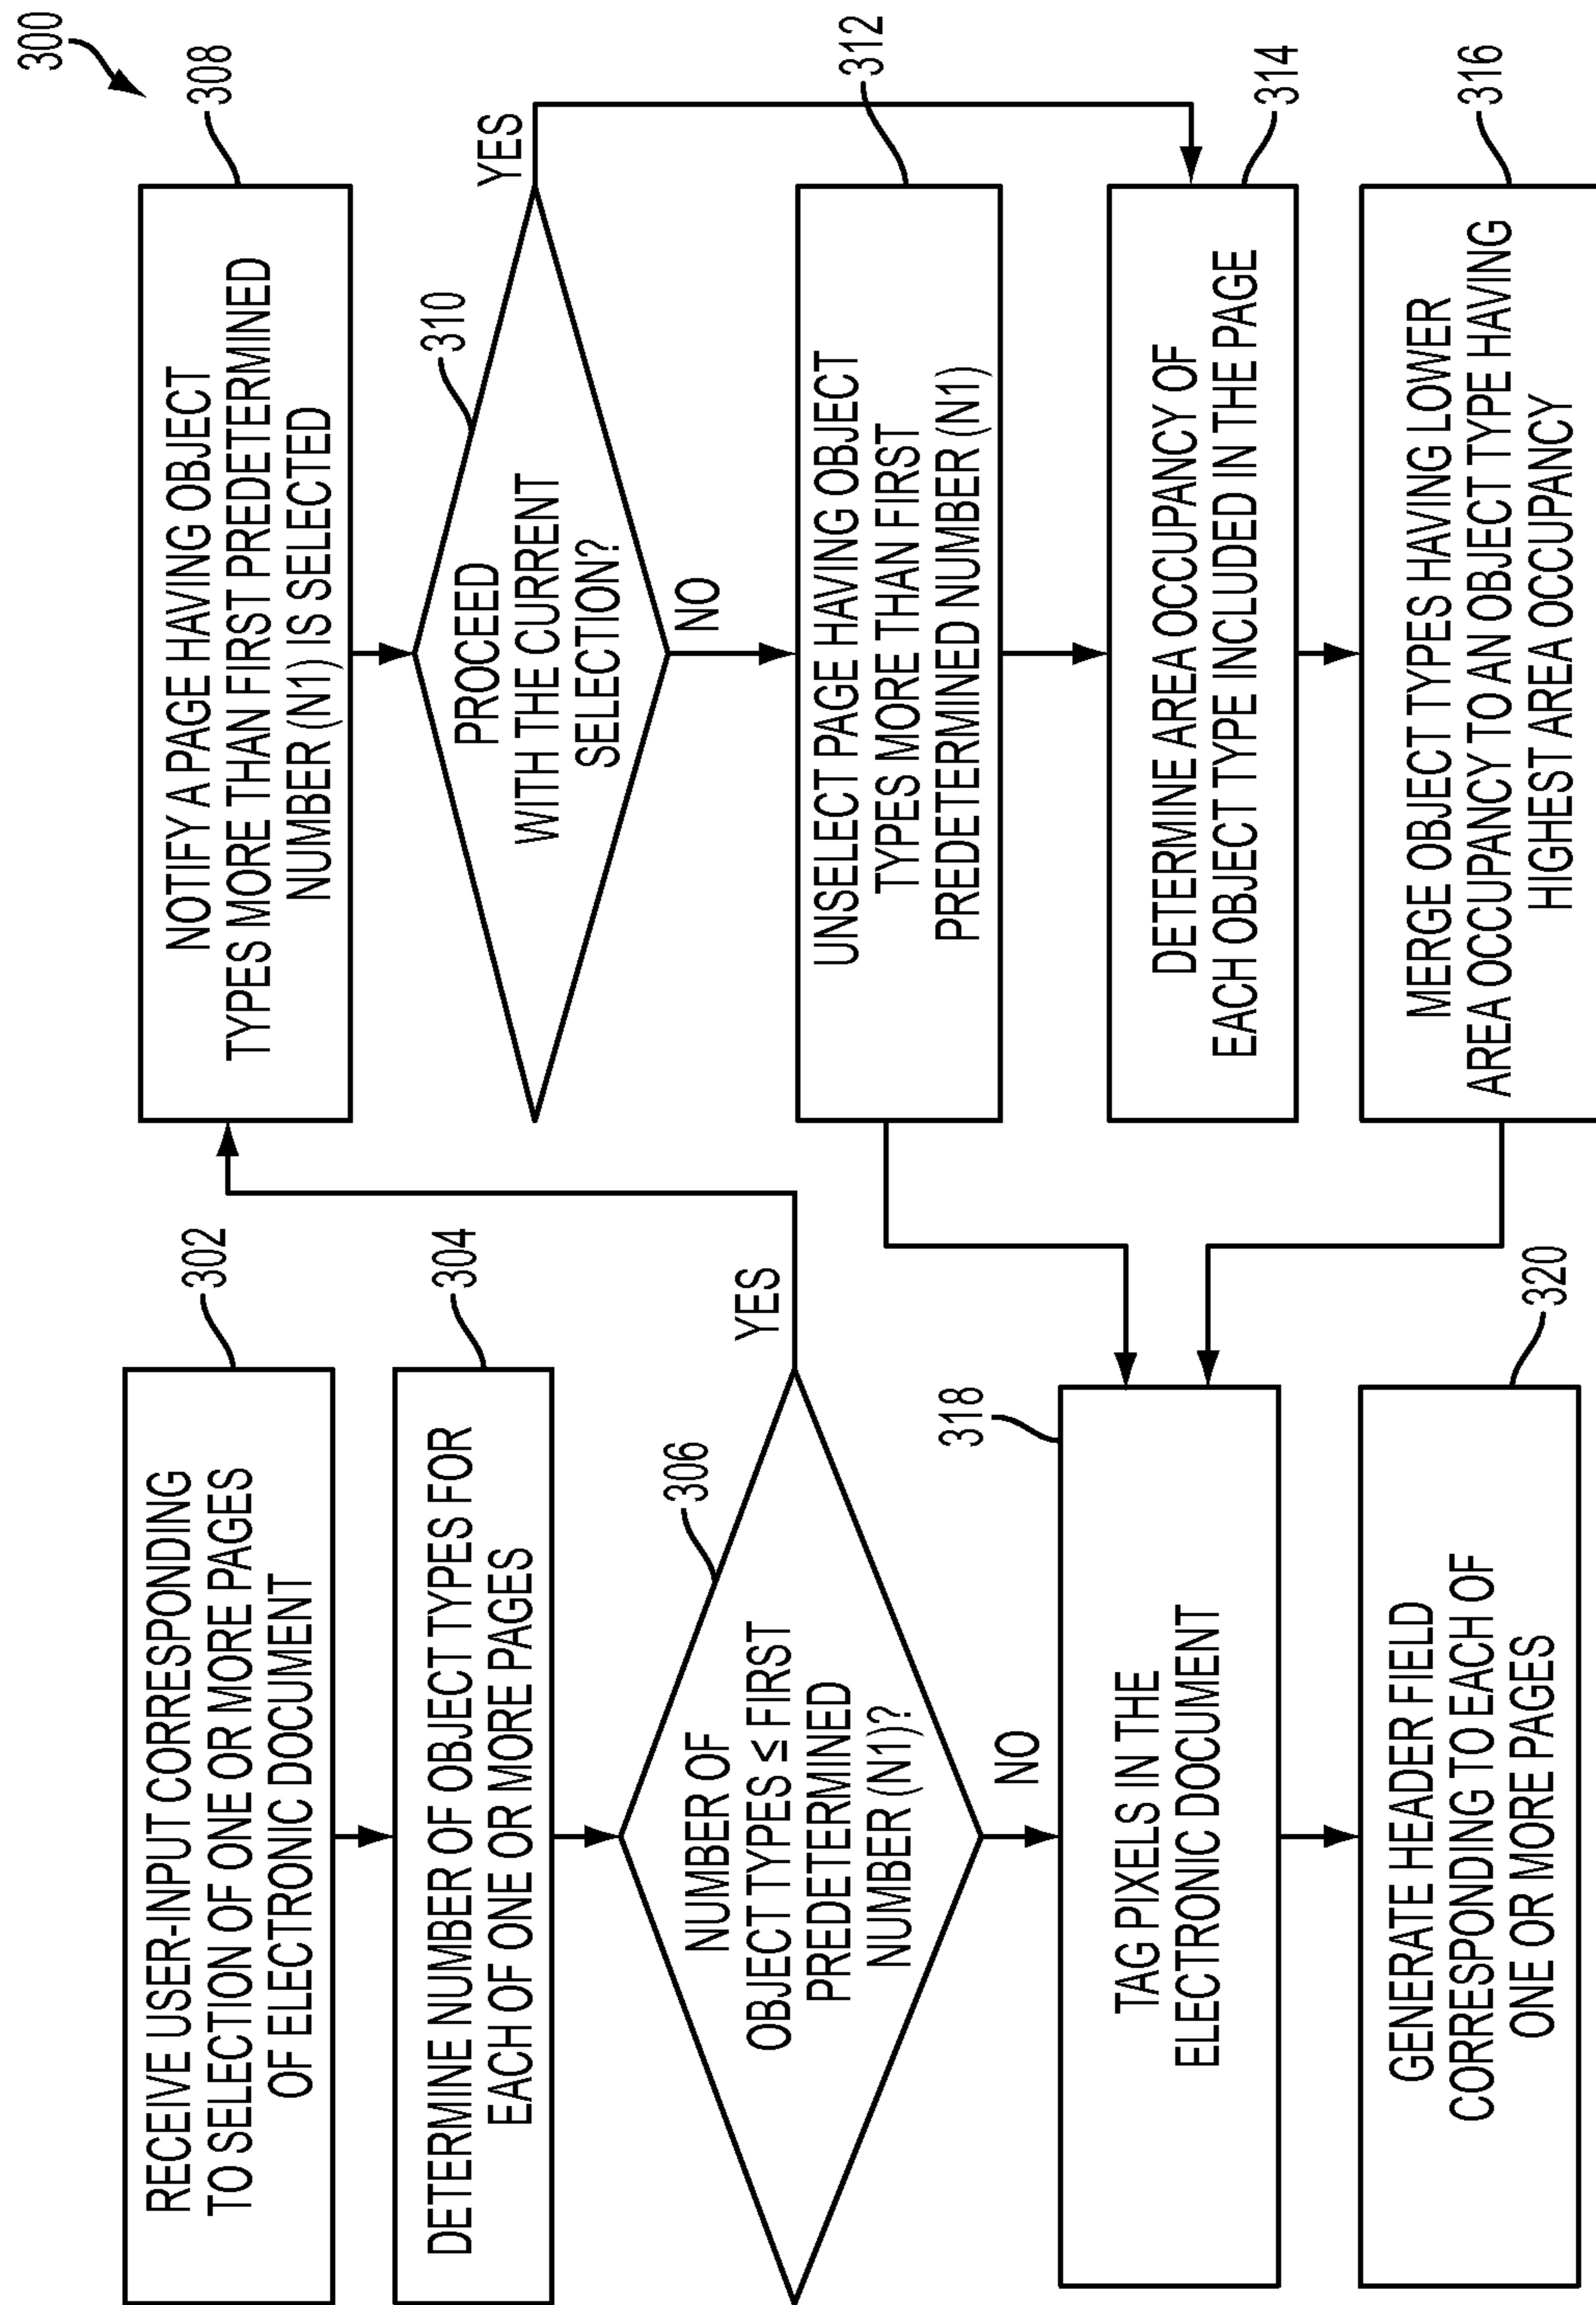 300
RECEIVE USER-INPUT CORRESPONDING
TO SELECTION OF ONE OR MORE PAGES
OF ELECTRONIC DOCUMENT
302
DETERMINE NUMBER OF OBJECT TYPES FOR
EACH OF ONE OR MORE PAGES
304
NUMBER OF
OBJECT TYPES ≤ FIRST
PREDETERMINED
NUMBER (N1)?
306
YES
NO
NOTIFY A PAGE HAVING OBJECT
TYPES MORE THAN FIRST PREDETERMINED
NUMBER (N1) IS SELECTED
308
PROCEED
WITH THE CURRENT
SELECTION?
310
YES
NO
UNSELECT PAGE HAVING OBJECT
TYPES MORE THAN FIRST
PREDETERMINED NUMBER (N1)
312
DETERMINE AREA OCCUPANCY OF
EACH OBJECT TYPE INCLUDED IN THE PAGE
314
MERGE OBJECT TYPES HAVING LOWER
AREA OCCUPANCY TO AN OBJECT TYPE HAVING
HIGHEST AREA OCCUPANCY
316
TAG PIXELS IN THE
ELECTRONIC DOCUMENT
318
GENERATE HEADER FIELD
CORRESPONDING TO EACH OF
ONE OR MORE PAGES
320